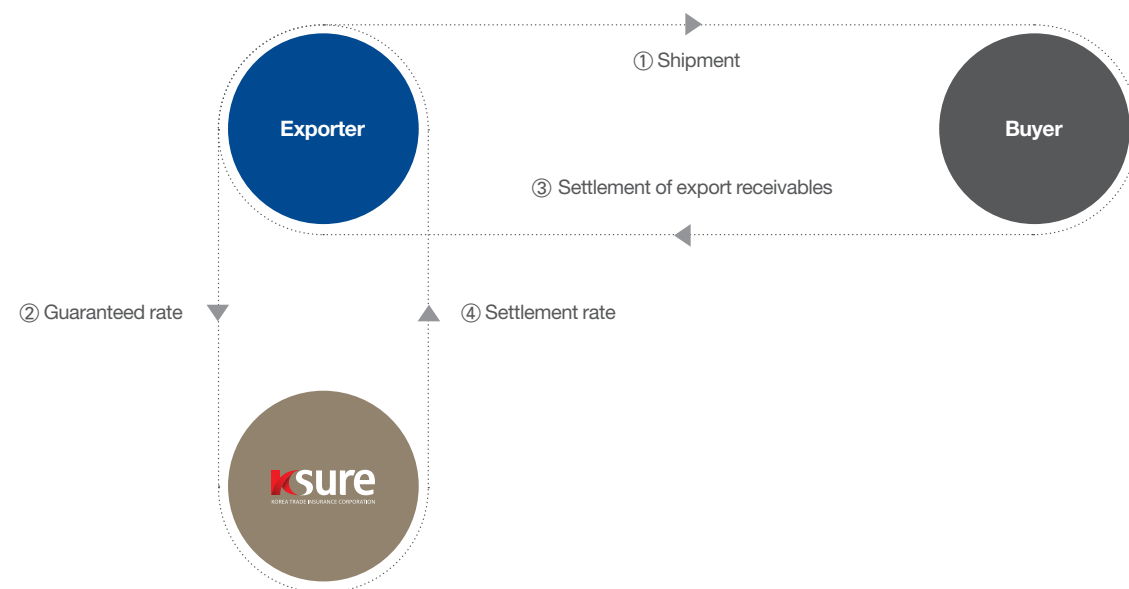 ① Shipment
Exporter
Buyer
③ Settlement of export receivables
② Guaranteed rate
④ Settlement rate
ksure
KOREA TRADE INSURANCE CORPORATION